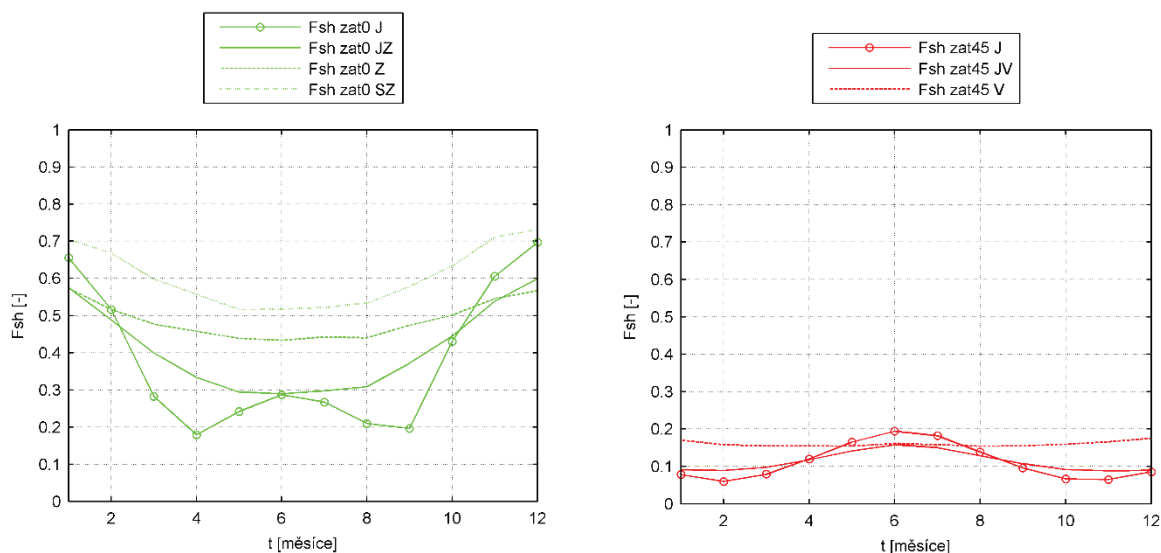 Fsh zat0 J
Fsh zat0 JZ
Fsh zat0 Z
Fsh zat0 SZ
1
0.9
0.8
0.7
0.6
0.5
0.4
0.3
0.2
0.1
0
Fsh [-]
2 4 6 8 10 12
t [měsíce]
Fsh zat45 J
Fsh zat45 JV
Fsh zat45 V
1
0.9
0.8
0.7
0.6
0.5
0.4
0.3
0.2
0.1
0
Fsh [-]
2 4 6 8 10 12
t [měsíce]